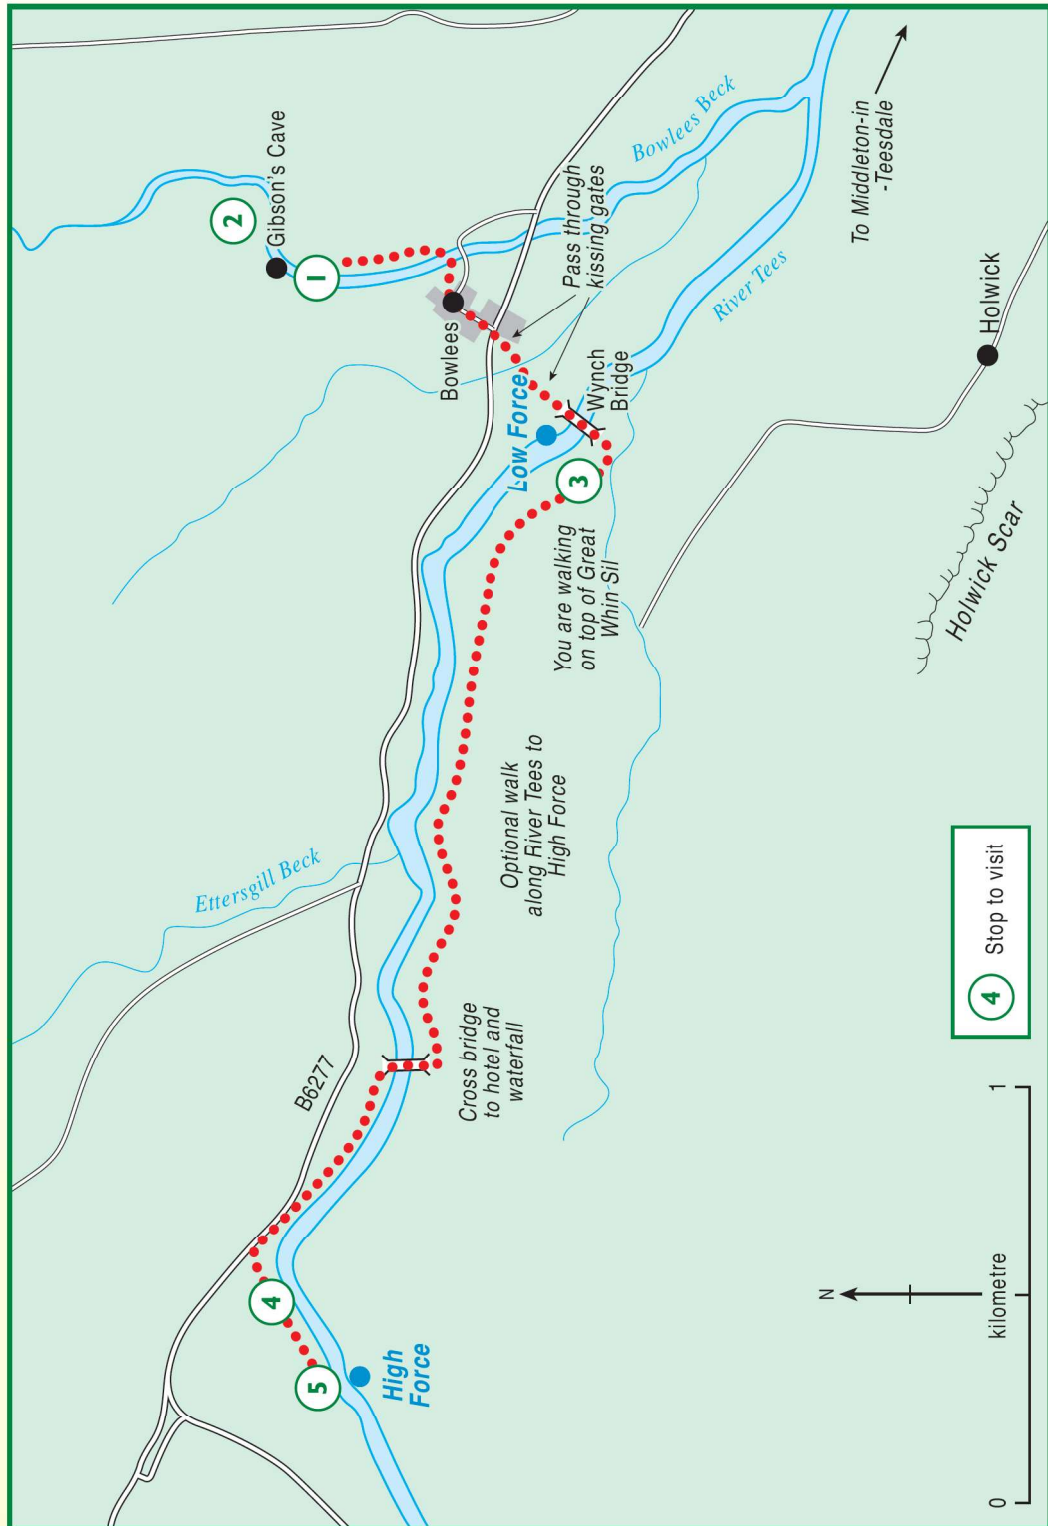 Gibson's Cave
2
1
Bowlees
Bowlees Beck
Pass through
kissing gates
Low Force
Wynch
Bridge
3
River Tees
To Middleton-in
-Teesdale
Holwick
Holwick Scar
You are walking
on top of Great
Whin Sil
Optional walk
along River Tees to
High Force
Ettersgill Beck
B6277
Cross bridge
to hotel and
waterfall
4
5
High
Force
4 Stop to visit
N
0 kilometre 1